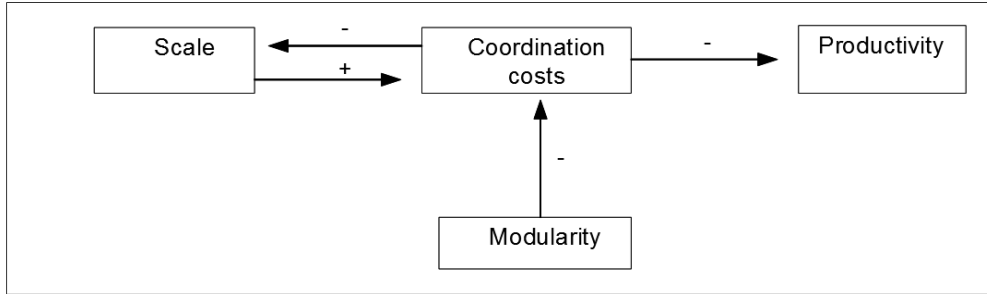 Scale
-
+
Coordination
costs
-
Productivity
-
Modularity